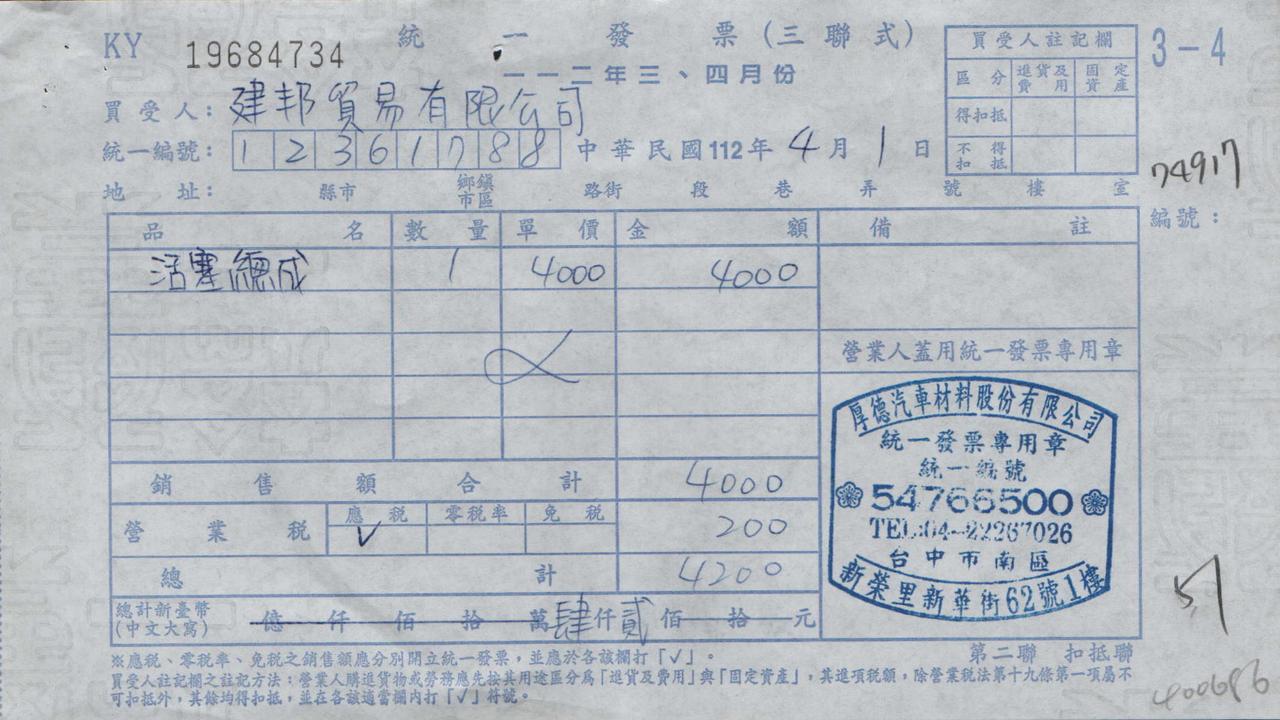 KY 19684734 統一發票(三聯式)
一一二年三、四月份
3-4
買受人註記欄
區分 進貨及費用 固定資產
得扣抵
不得扣抵
買受人:建邦貿易有限公司
統一編號:12361788 中華民國112年4月1日
74917
地址: 縣市 鄉鎮市區 路街 段 巷 弄 號 樓 室
編號:
品名 數量 單價 金額 備註
活塞總成 1 4000 4000
營業人蓋用統一發票專用章
厚德汽車材料股份有限公司
統一發票專用章
統一編號
54766500
TEL:04-22267026
台中市南區
新榮里新華街62號1樓
銷售額合計 4000
營業稅 應稅 零稅率 免稅 200
V
總計 4200
總計新臺幣(中文大寫) 億仟佰拾萬肆仟貳佰拾元
57
※應稅、零稅率、免稅之銷售額應分別開立統一發票,並應於各該欄打「√」。
第二聯 扣抵聯
買受人註記欄之註記方法:營業人購進貨物或勞務應先按其用途區分為「進貨及費用」與「固定資產」,其進項稅額,除營業稅法第十九條第一項屬不
可扣抵外,其餘均得扣抵,並在各該適當欄內打「√」符號。